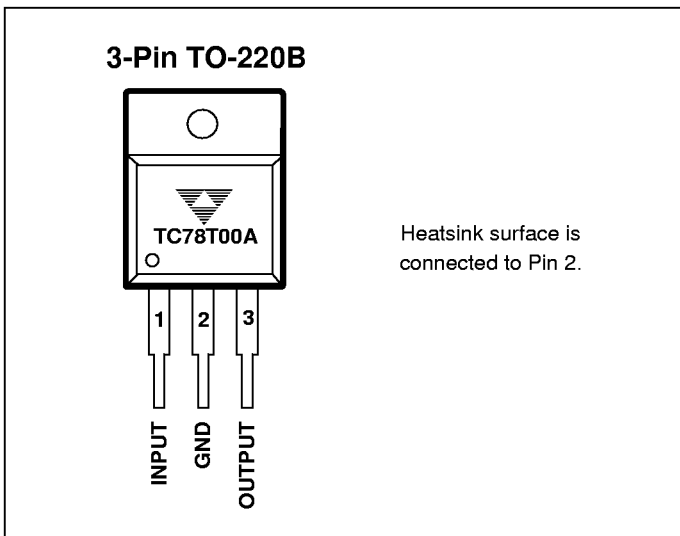 3-Pin TO-220B
TC78T00A
Heatsink surface is
connected to Pin 2.
1 2 3
INPUT
GND
OUTPUT